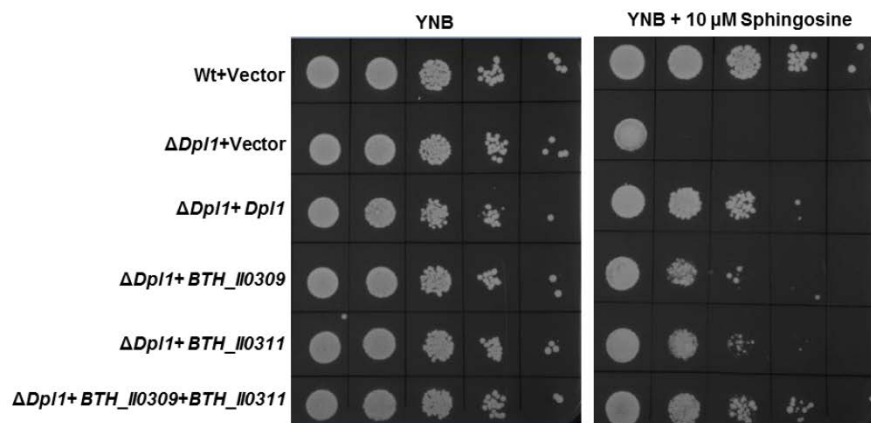 YNB
YNB + 10 µM Sphingosine
Wt+Vector
ΔDpl1+Vector
ΔDpl1+ Dpl1
ΔDpl1+ BTH_II0309
ΔDpl1+ BTH_II0311
ΔDpl1+ BTH_II0309+BTH_II0311